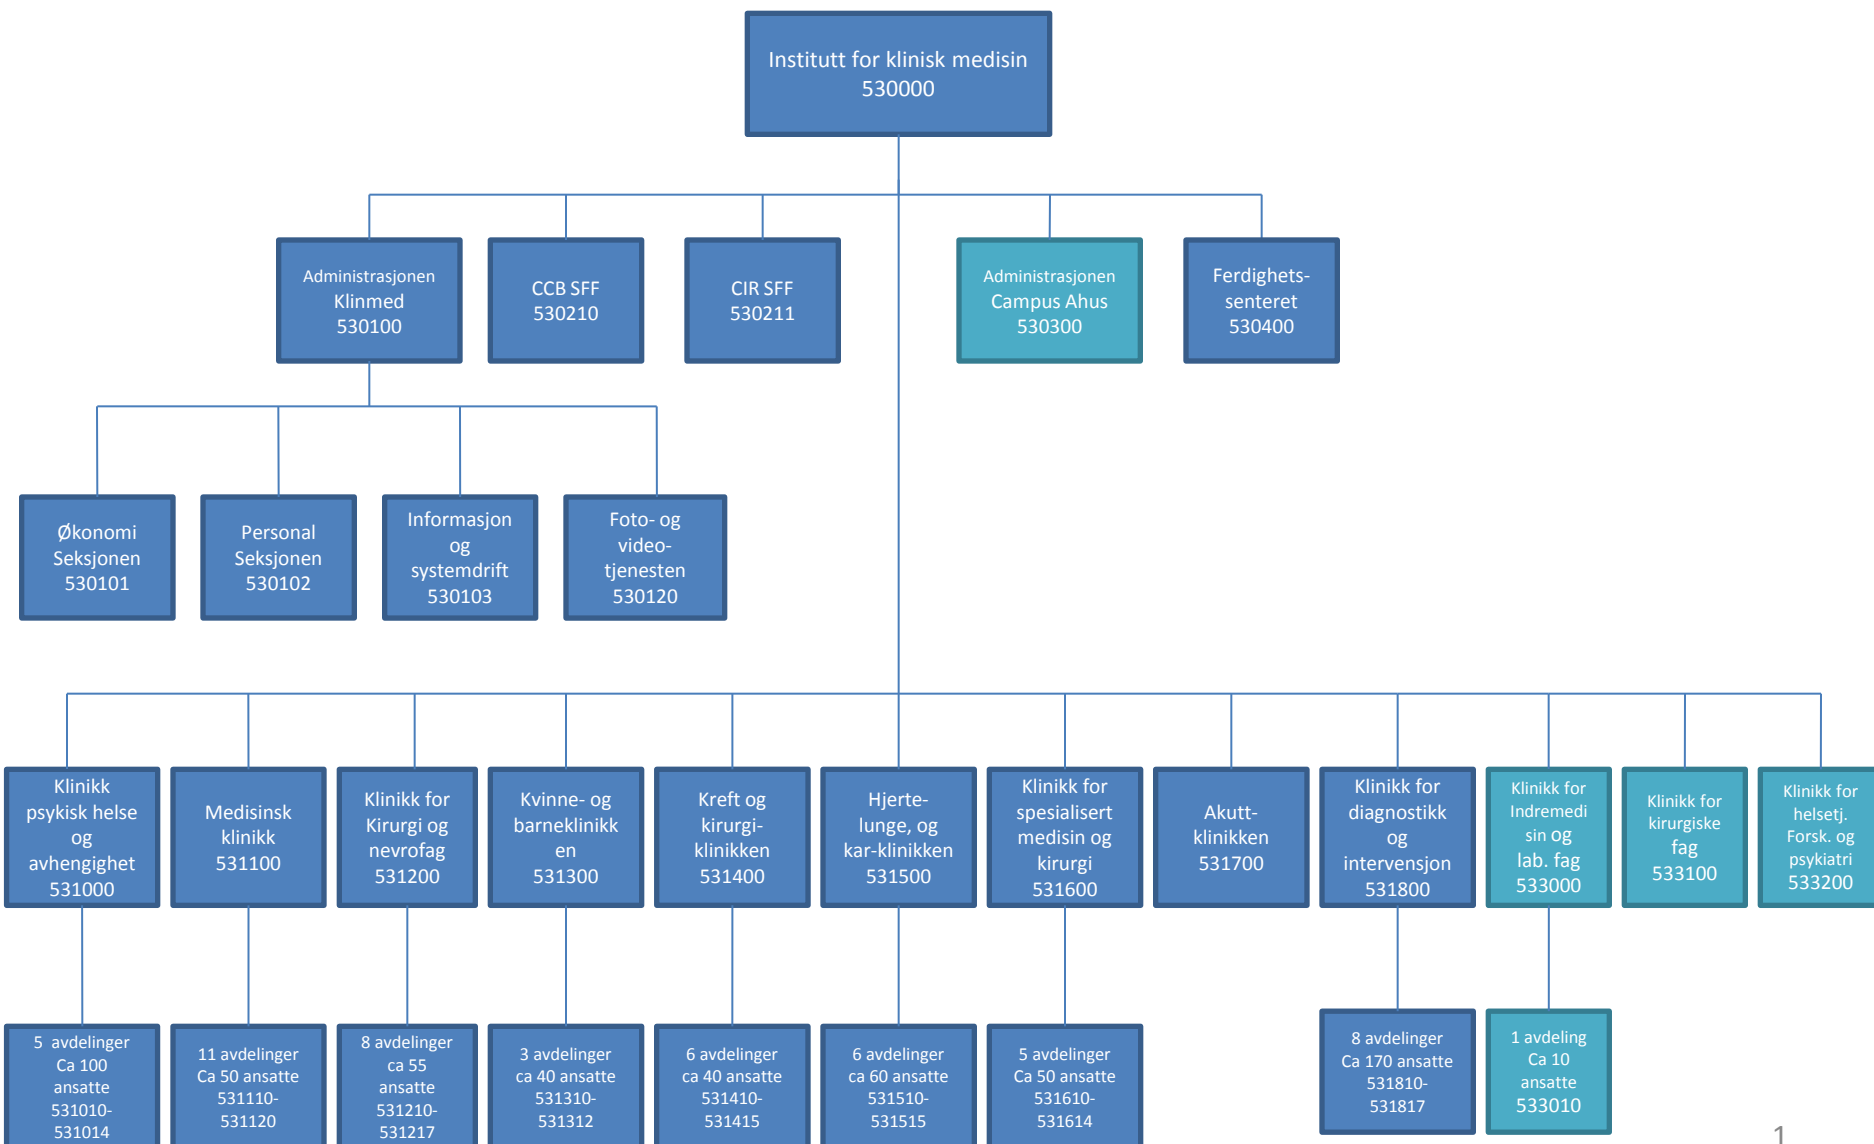 Institutt for klinisk medisin
530000
Administrasjonen
Klinmed
530100
CCB SFF
530210
CIR SFF
530211
Administrasjonen
Campus Ahus
530300
Ferdighets-
senteret
530400
Økonomi
Seksjonen
530101
Personal
Seksjonen
530102
Informasjon
og
systemdrift
530103
Foto- og
video-
tjenesten
530120
Klinikk
psykisk helse
og
avhengighet
531000
Medisinsk
klinikk
531100
Klinikk for
Kirurgi og
nevrofag
531200
Kvinne- og
barneklinikk
en
531300
Kreft og
kirurgi-
klinikken
531400
Hjerte-
lunge, og
kar-klinikken
531500
Klinikk for
spesialisert
medisin og
kirurgi
531600
Akutt-
klinikken
531700
Klinikk for
diagnostikk
og
intervensjon
531800
Klinikk for
Indremedi
sin og
lab. fag
533000
Klinikk for
kirurgiske
fag
533100
Klinikk for
helsetj.
Forsk. og
psykiatri
533200
5 avdelinger
Ca 100
ansatte
531010-
531014
11 avdelinger
Ca 50 ansatte
531110-
531120
8 avdelinger
ca 55
ansatte
531210-
531217
3 avdelinger
ca 40 ansatte
531310-
531312
6 avdelinger
ca 40 ansatte
531410-
531415
6 avdelinger
ca 60 ansatte
531510-
531515
5 avdelinger
Ca 50 ansatte
531610-
531614
8 avdelinger
Ca 170 ansatte
531810-
531817
1 avdeling
Ca 10
ansatte
533010
1